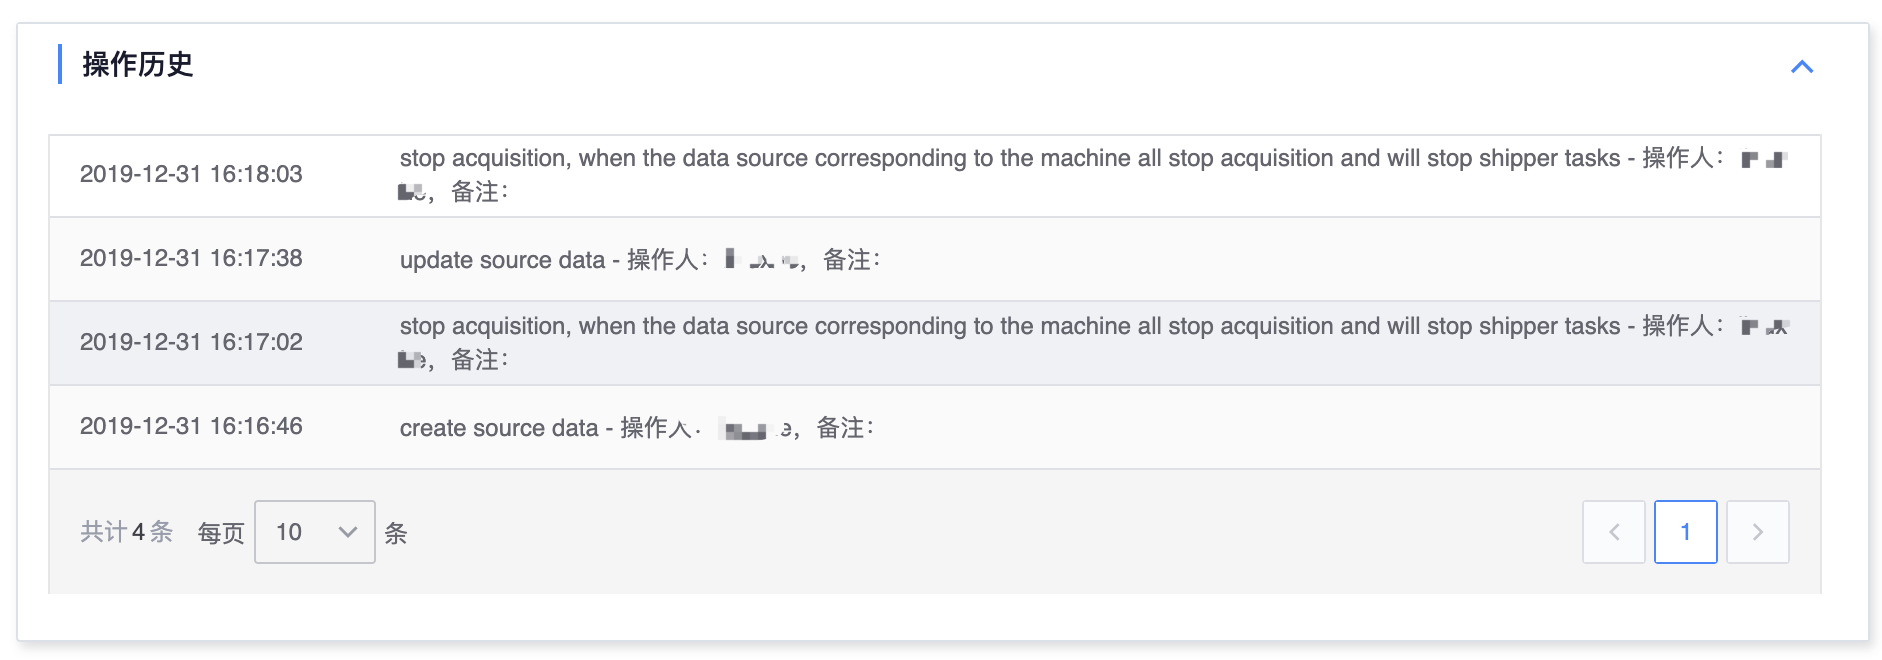 操作历史
2019-12-31 16:18:03
stop acquisition, when the data source corresponding to the machine all stop acquisition and will stop shipper tasks - 操作人：
，备注：
2019-12-31 16:17:38
update source data - 操作人： ，备注：
2019-12-31 16:17:02
stop acquisition, when the data source corresponding to the machine all stop acquisition and will stop shipper tasks - 操作人：
，备注：
2019-12-31 16:16:46
create source data - 操作人： ，备注：
共计 4 条 每页 10 条 1